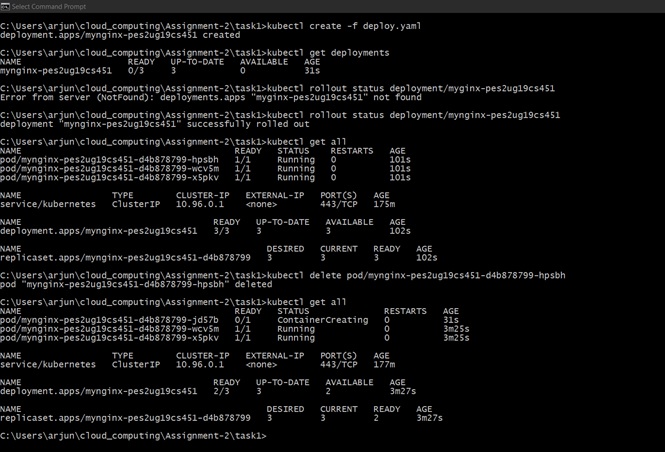 Select Command Prompt
C:\Users\arjun\cloud_computing\Assignment-2\task1>kubectl create -f deploy.yaml
deployment.apps/mynginx-pes2ug19cs451 created
C:\Users\arjun\cloud_computing\Assignment-2\task1>kubectl get deployments
NAME READY UP-TO-DATE AVAILABLE AGE
mynginx-pes2ug19cs451 0/3 3 0 31s
C:\Users\arjun\cloud_computing\Assignment-2\task1>kubectl rollout status deployment/myginx-pes2ug19cs451
Error from server (NotFound): deployments.apps "myginx-pes2ug19cs451" not found
C:\Users\arjun\cloud_computing\Assignment-2\task1>kubectl rollout status deployment/mynginx-pes2ug19cs451
deployment "mynginx-pes2ug19cs451" successfully rolled out
C:\Users\arjun\cloud_computing\Assignment-2\task1>kubectl get all
NAME READY STATUS RESTARTS AGE
pod/mynginx-pes2ug19cs451-d4b878799-hpsbh 1/1 Running 0 101s
pod/mynginx-pes2ug19cs451-d4b878799-wcv5m 1/1 Running 0 101s
pod/mynginx-pes2ug19cs451-d4b878799-x5pkv 1/1 Running 0 101s
NAME TYPE CLUSTER-IP EXTERNAL-IP PORT(S) AGE
service/kubernetes ClusterIP 10.96.0.1 <none> 443/TCP 175m
NAME READY UP-TO-DATE AVAILABLE AGE
deployment.apps/mynginx-pes2ug19cs451 3/3 3 3 102s
NAME DESIRED CURRENT READY AGE
replicaset.apps/mynginx-pes2ug19cs451-d4b878799 3 3 3 102s
C:\Users\arjun\cloud_computing\Assignment-2\task1>kubectl delete pod/mynginx-pes2ug19cs451-d4b878799-hpsbh
pod "mynginx-pes2ug19cs451-d4b878799-hpsbh" deleted
C:\Users\arjun\cloud_computing\Assignment-2\task1>kubectl get all
NAME READY STATUS RESTARTS AGE
pod/mynginx-pes2ug19cs451-d4b878799-jd57b 0/1 ContainerCreating 0 31s
pod/mynginx-pes2ug19cs451-d4b878799-wcv5m 1/1 Running 0 3m25s
pod/mynginx-pes2ug19cs451-d4b878799-x5pkv 1/1 Running 0 3m25s
NAME TYPE CLUSTER-IP EXTERNAL-IP PORT(S) AGE
service/kubernetes ClusterIP 10.96.0.1 <none> 443/TCP 177m
NAME READY UP-TO-DATE AVAILABLE AGE
deployment.apps/mynginx-pes2ug19cs451 2/3 3 2 3m27s
NAME DESIRED CURRENT READY AGE
replicaset.apps/mynginx-pes2ug19cs451-d4b878799 3 3 2 3m27s
C:\Users\arjun\cloud_computing\Assignment-2\task1>